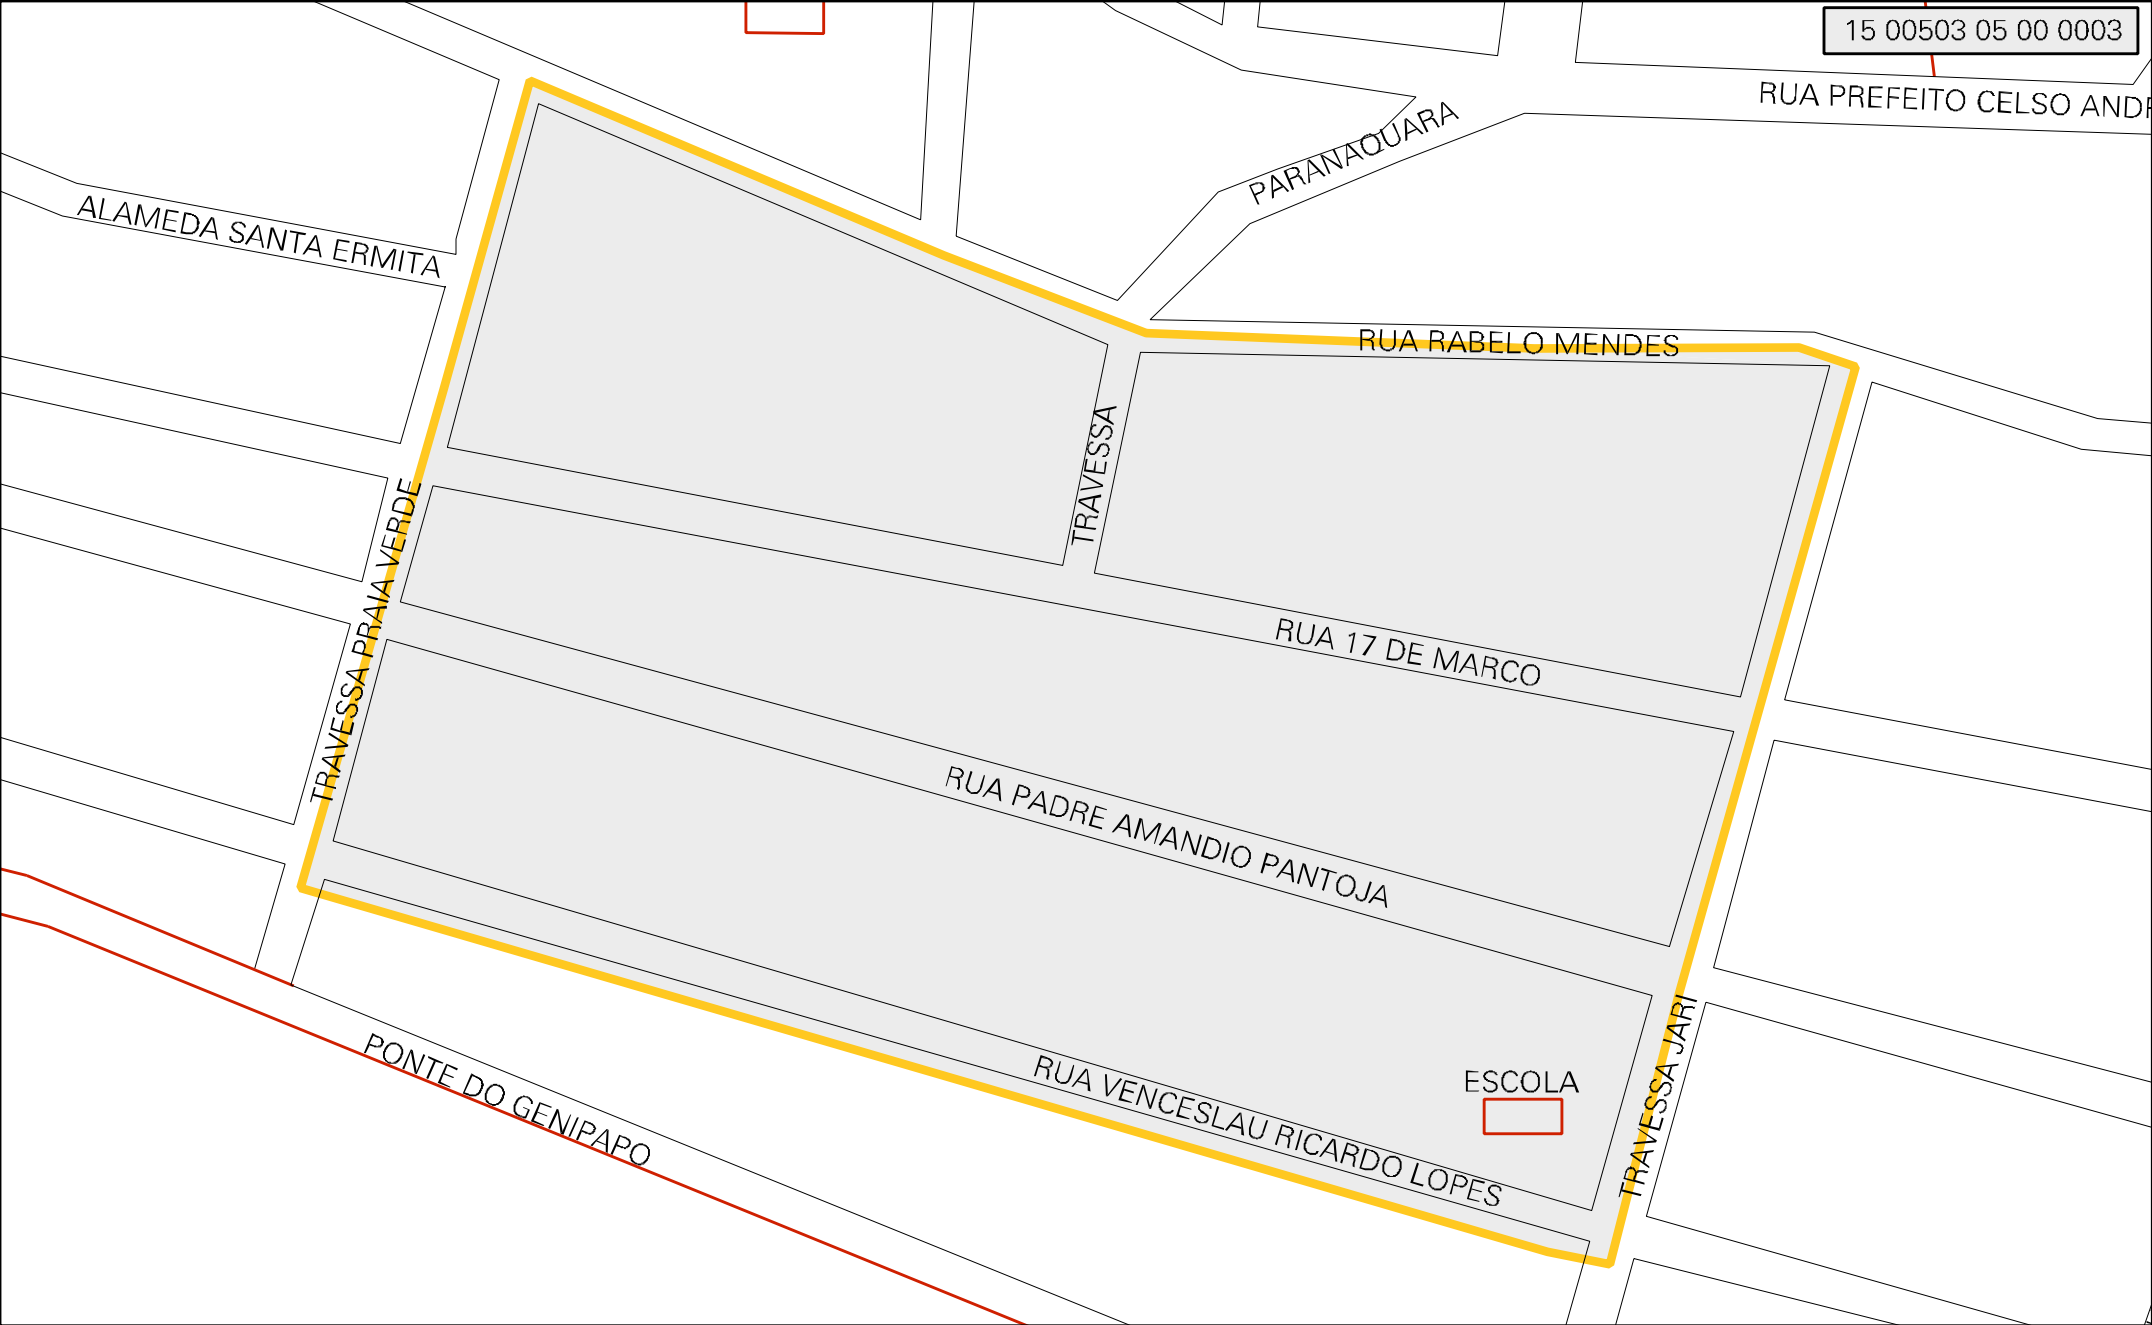 15 00503 05 00 0003
RUA PREFEITO CELSO ANDR
PARANAQUARA
ALAMEDA SANTA ERMITA
RUA RABELO MENDES
TRAVESSA
TRAVESSA PRAIA VERDE
RUA 17 DE MARCO
RUA PADRE AMANDIO PANTOJA
TRAVESSA JARI
PONTE DO GENIPAPO
RUA VENCESLAU RICARDO LOPES
ESCOLA